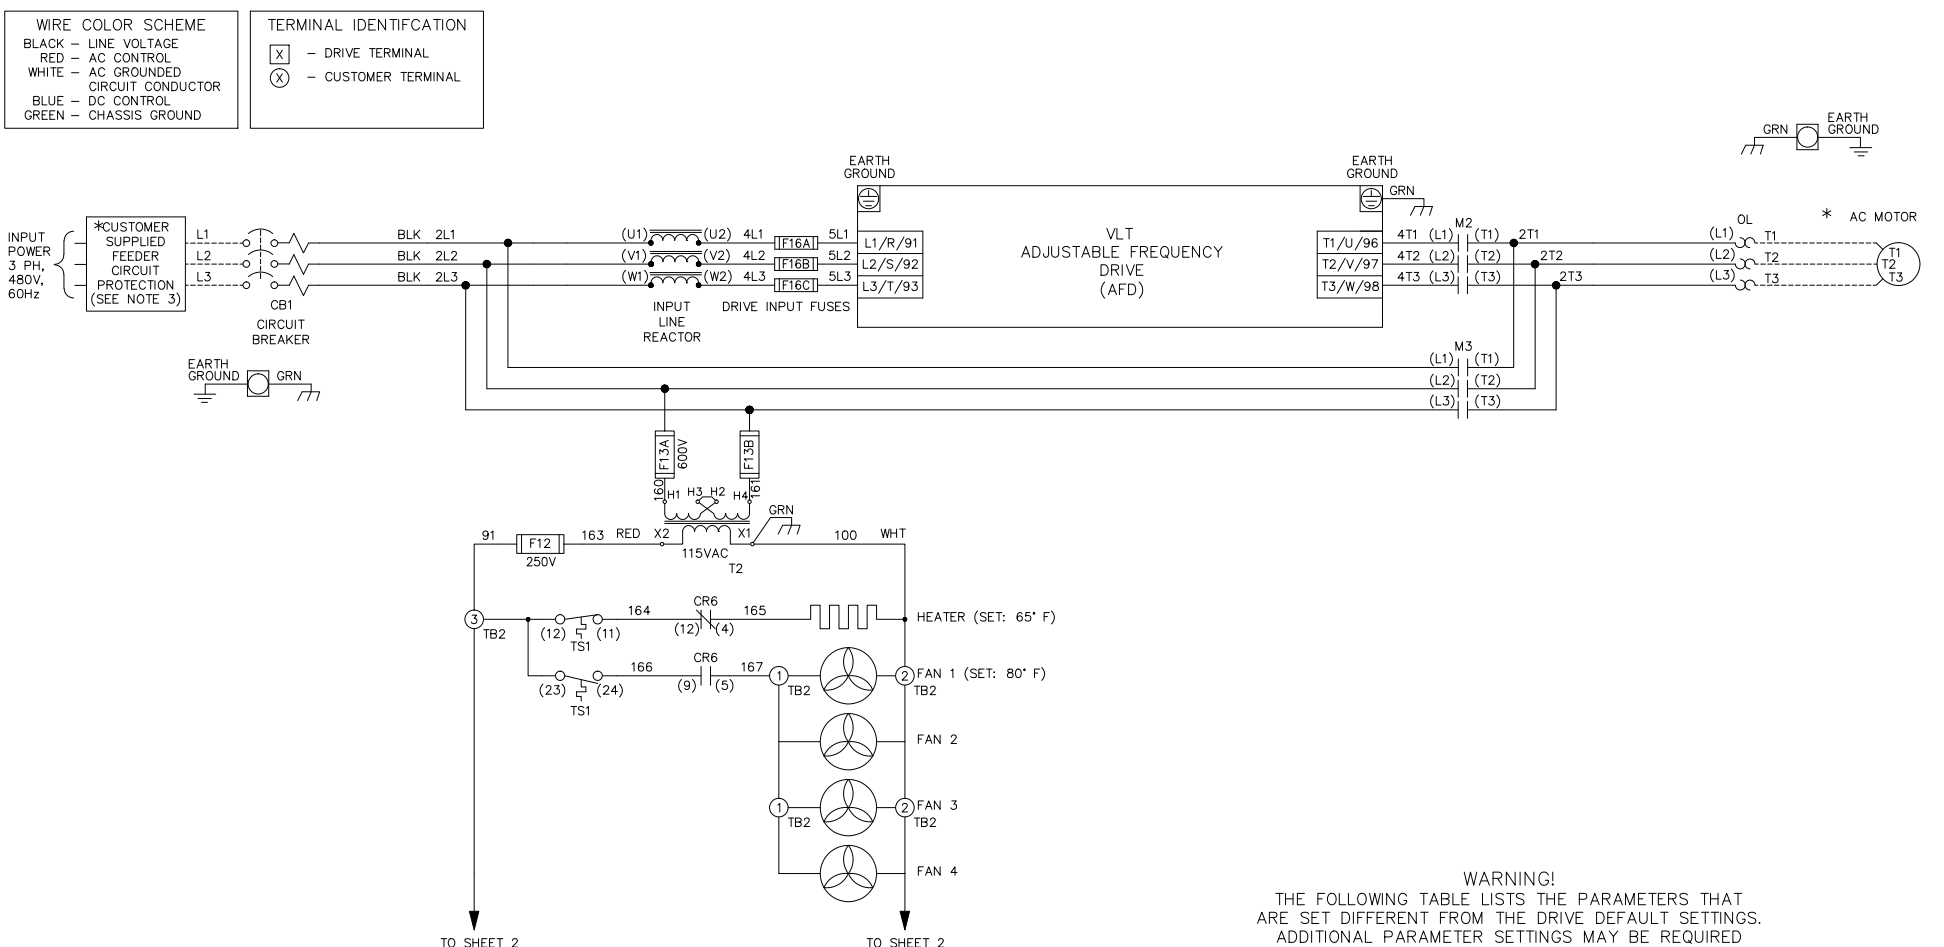 WIRE COLOR SCHEME
BLACK – LINE VOLTAGE
RED – AC CONTROL
WHITE – AC GROUNDED
CIRCUIT CONDUCTOR
BLUE – DC CONTROL
GREEN – CHASSIS GROUND
TERMINAL IDENTIFCATION
X – DRIVE TERMINAL
X – CUSTOMER TERMINAL
GRN
EARTH
GROUND
INPUT
POWER
3 PH,
480V,
60Hz
*CUSTOMER
SUPPLIED
FEEDER
CIRCUIT
PROTECTION
(SEE NOTE 3)
L1
L2
L3
CB1
CIRCUIT
BREAKER
EARTH
GROUND
GRN
BLK 2L1
BLK 2L2
BLK 2L3
(U1) (U2) 4L1 F16A 5L1
(V1) (V2) 4L2 F16B 5L2
(W1) (W2) 4L3 F16C 5L3
INPUT
LINE
REACTOR
DRIVE INPUT FUSES
EARTH
GROUND
L1/R/91
L2/S/92
L3/T/93
VLT
ADJUSTABLE FREQUENCY
DRIVE
(AFD)
EARTH
GROUND
GRN
T1/U/96
T2/V/97
T3/W/98
M2
4T1 (L1) (T1) 2T1
4T2 (L2) (T2) 2T2
4T3 (L3) (T3) 2T3
OL
(L1) T1
(L2) T2
(L3) T3
* AC MOTOR
T1
T2
T3
M3
(L1) (T1)
(L2) (T2)
(L3) (T3)
F13A
600V
F13B
160
H1 H3 H2 H4
161
GRN
91 F12 163 RED X2 X1 100 WHT
250V
115VAC
T2
3
TB2
(12) (11)
TS1
164
CR6
(12) (4)
165
HEATER (SET: 65° F)
(23) (24)
TS1
166
CR6
(9) (5)
167
1
TB2
2
TB2
FAN 1 (SET: 80° F)
FAN 2
1
TB2
2
TB2
FAN 3
FAN 4
TO SHEET 2
TO SHEET 2
WARNING!
THE FOLLOWING TABLE LISTS THE PARAMETERS THAT
ARE SET DIFFERENT FROM THE DRIVE DEFAULT SETTINGS.
ADDITIONAL PARAMETER SETTINGS MAY BE REQUIRED